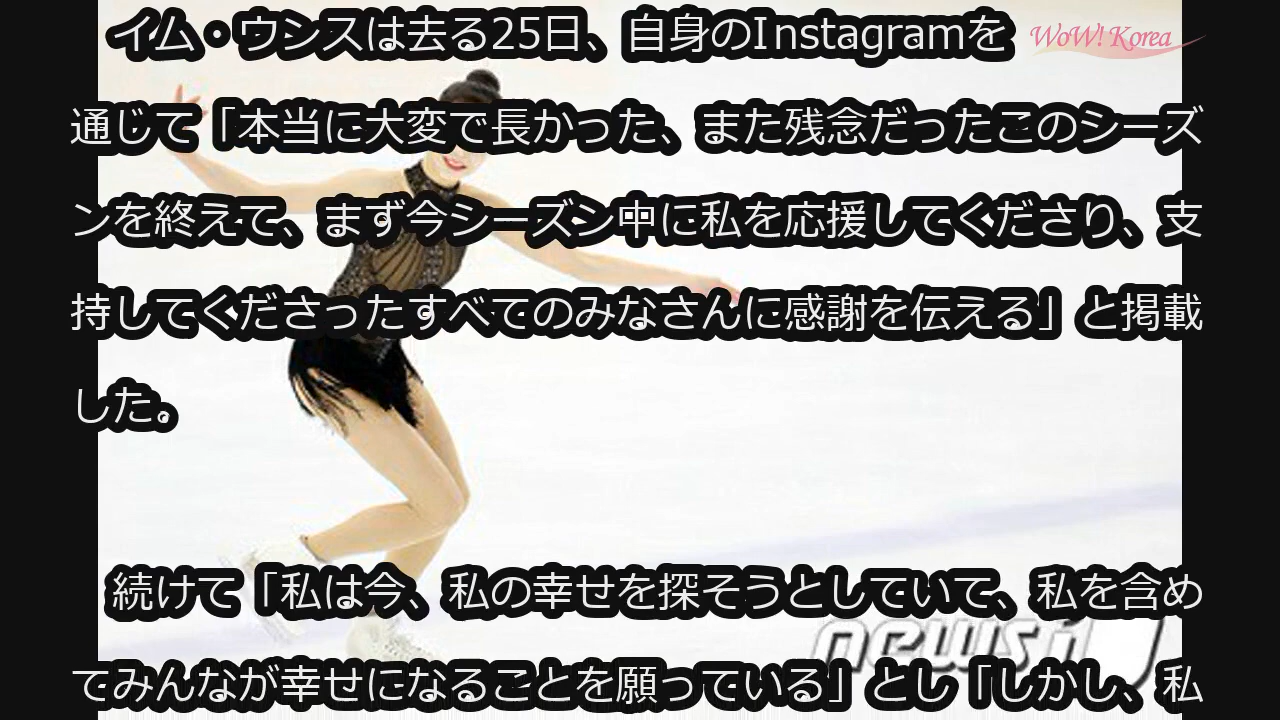 イム・ウンスは去る25日、自身のInstagramを
WoW! Korea
通じて「本当に大変で長かった、また残念だったこのシーズ
ンを終えて、まず今シーズン中に私を応援してくださり、支
持してくださったすべてのみなさんに感謝を伝える」と掲載
した。
続けて「私は今、私の幸せを探そうとしていて、私を含め
news1
てみんなが幸せになることを願っている」とし「しかし、私